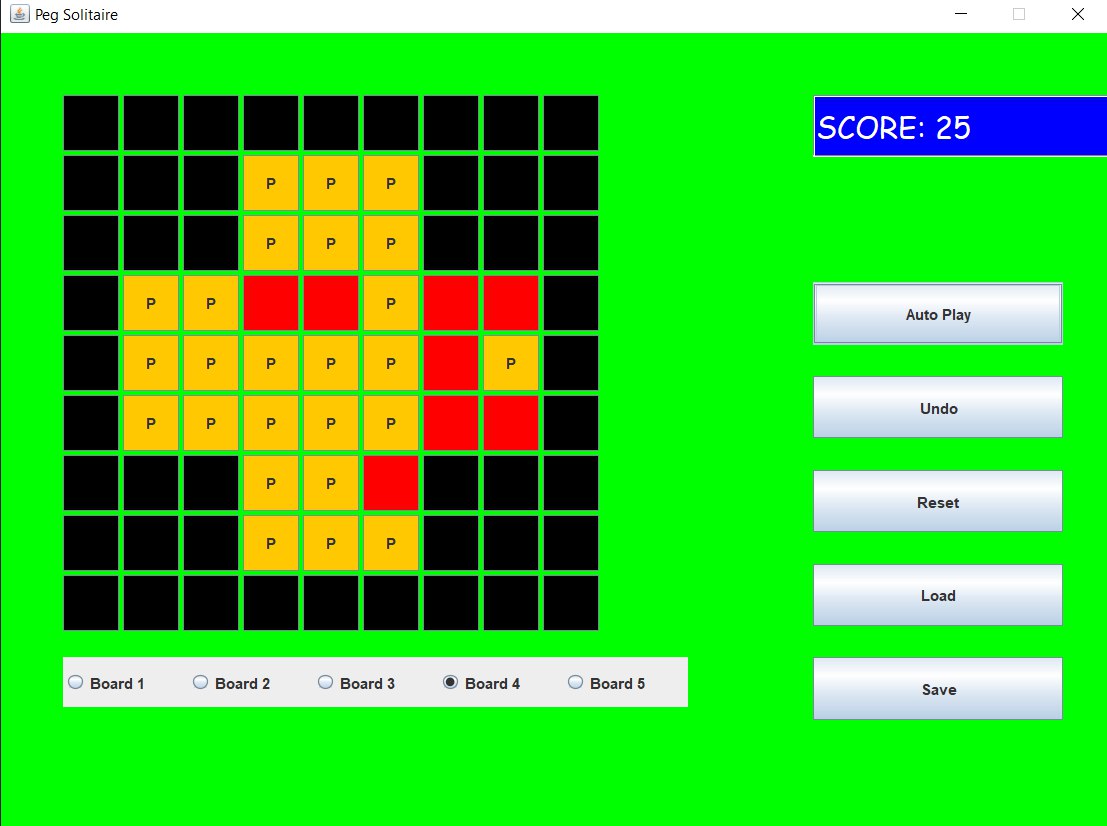 Peg Solitaire
SCORE: 25
P P P
P P P
P P P
Auto Play
P P P P P P
Undo
P P P P P
P P
Reset
P P P
Load
Board 1 Board 2 Board 3 Board 4 Board 5
Save